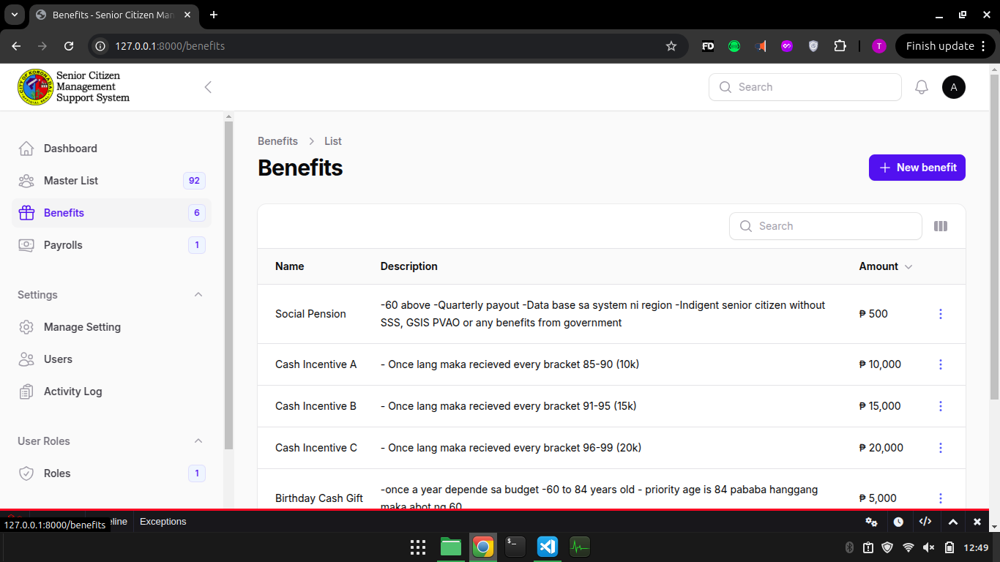 Benefits - Senior Citizen Man
127.0.0.1:8000/benefits
FD
T
Finish update
CITY OF KORONADAL
OFFICIAL SEAL
Senior Citizen
Management
Support System
Search
A
Dashboard
Master List 92
Benefits 6
Payrolls 1
Settings
Manage Setting
Users
Activity Log
User Roles
Roles 1
Benefits > List
Benefits
New benefit
Search
Name Description Amount
Social Pension
-60 above -Quarterly payout -Data base sa system ni region -Indigent senior citizen without
SSS, GSIS PVAO or any benefits from government
₱ 500
Cash Incentive A - Once lang maka recieved every bracket 85-90 (10k) ₱ 10,000
Cash Incentive B - Once lang maka recieved every bracket 91-95 (15k) ₱ 15,000
Cash Incentive C - Once lang maka recieved every bracket 96-99 (20k) ₱ 20,000
Birthday Cash Gift
-once a year depende sa budget -60 to 84 years old - priority age is 84 pababa hanggang
maka abot ng 60
₱ 5,000
127.0.0.1:8000/benefits
eline Exceptions
12:49